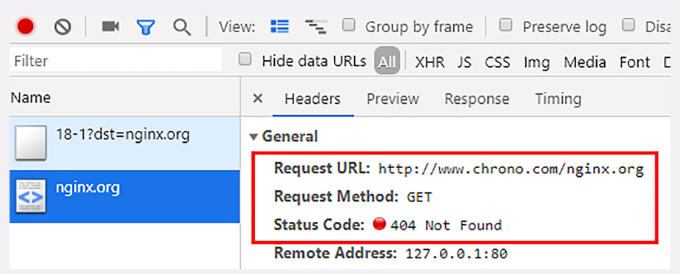 View: Group by frame Preserve log Disa
Filter Hide data URLs All XHR JS CSS Img Media Font D
Name × Headers Preview Response Timing
18-1?dst=nginx.org
nginx.org
▼ General
Request URL: http://www.chrono.com/nginx.org
Request Method: GET
Status Code: 404 Not Found
Remote Address: 127.0.0.1:80